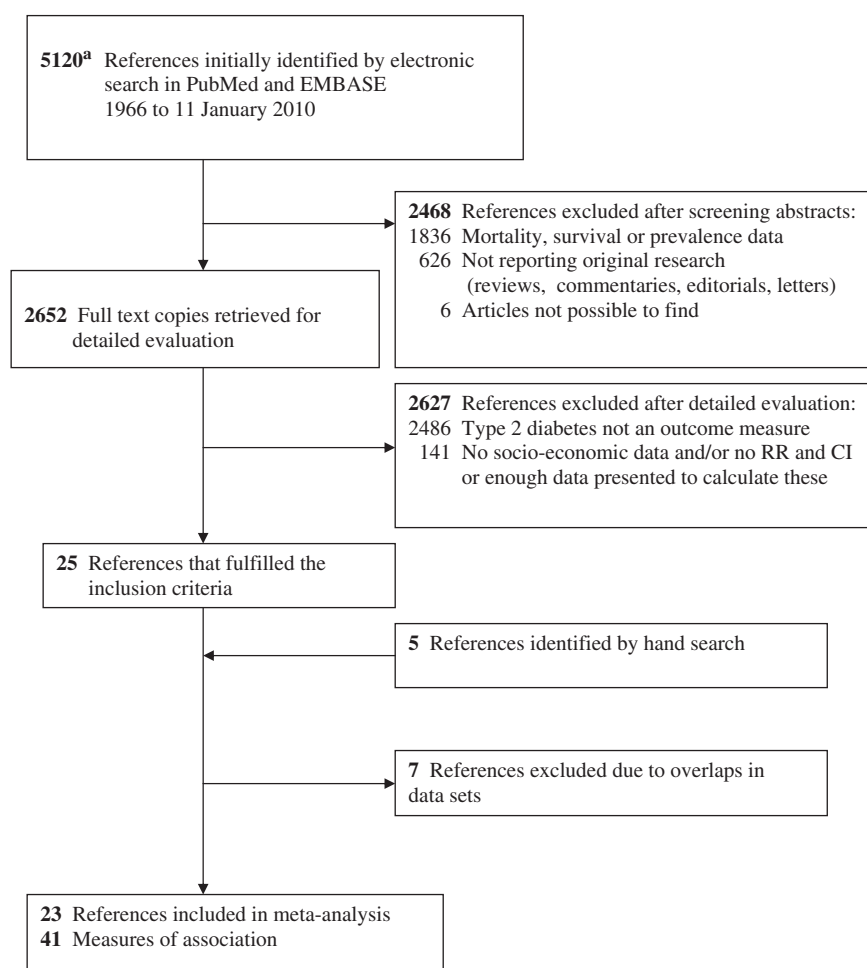 5120ª References initially identified by electronic
search in PubMed and EMBASE
1966 to 11 January 2010
2468 References excluded after screening abstracts:
1836 Mortality, survival or prevalence data
626 Not reporting original research
(reviews, commentaries, editorials, letters)
6 Articles not possible to find
2652 Full text copies retrieved for
detailed evaluation
2627 References excluded after detailed evaluation:
2486 Type 2 diabetes not an outcome measure
141 No socio-economic data and/or no RR and CI
or enough data presented to calculate these
25 References that fulfilled the
inclusion criteria
5 References identified by hand search
7 References excluded due to overlaps in
data sets
23 References included in meta-analysis
41 Measures of association